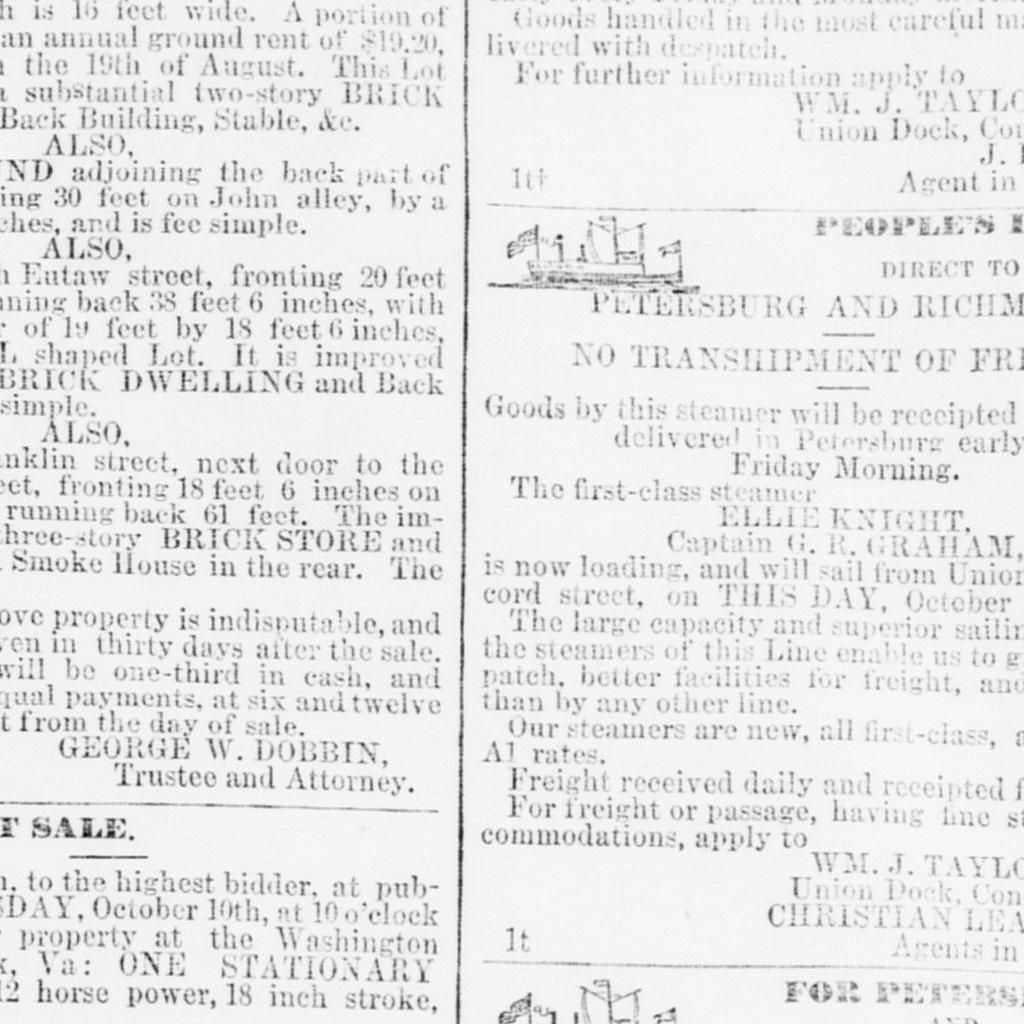 h is 16 feet wide. A portion of
an annual ground rent of $19.20,
the 19th of August. This Lot
a substantial two-story BRICK
Back Building, Stable, &c.
ALSO,
UND adjoining the back part of
ing 30 feet on John alley, by a
ches, and is fee simple.
ALSO,
h Eutaw street, fronting 20 feet
nning back 38 feet 6 inches, with
r of 19 feet by 18 feet 6 inches,
L shaped Lot. It is improved
BRICK DWELLING and Back
simple.
ALSO,
anklin street, next door to the
eet, fronting 18 feet 6 inches on
running back 61 feet. The im-
three-story BRICK STORE and
Smoke House in the rear. The
ove property is indisputable, and
ven in thirty days after the sale.
will be one-third in cash, and
qual payments, at six and twelve
t from the day of sale.
GEORGE W. DOBBIN,
Trustee and Attorney.
T SALE.
n, to the highest bidder, at pub-
SDAY, October 10th, at 10 o'clock
property at the Washington
k, Va: ONE STATIONARY
12 horse power, 18 inch stroke,
Goods handled in the most careful
livered with despatch.
For further information apply to
WM. J. TAYLO
Union Dock, Con
J.
1t†
Agent in
PEOPLE'S
DIRECT TO
PETERSBURG AND RICHM
NO TRANSHIPMENT OF FRE
Goods by this steamer will be receipted
delivered in Petersburg early
Friday Morning.
The first-class steamer
ELLIE KNIGHT,
Captain G. R. GRAHAM,
is now loading, and will sail from Union
cord street, on THIS DAY, October
The large capacity and superior sailin
the steamers of this Line enable us to g
patch, better facilities for freight, and
than by any other line.
Our steamers are new, all first-class, a
A1 rates.
Freight received daily and receipted f
For freight or passage, having fine st
commodations, apply to
WM. J. TAYLO
Union Dock, Con
CHRISTIAN LEA
1t
Agents in
FOR PETERS
AND